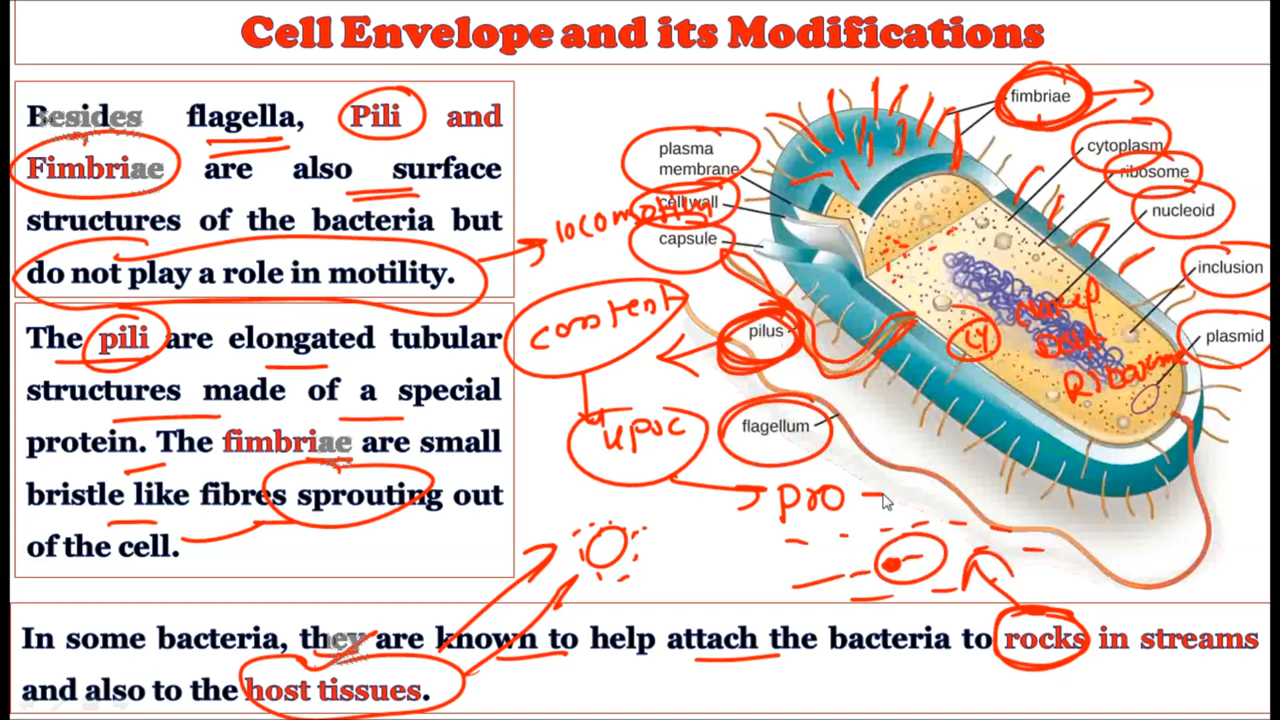 Cell Envelope and its Modifications
Besides flagella, Pili and
Fimbriae are also surface
structures of the bacteria but
do not play a role in motility.
The pili are elongated tubular
structures made of a special
protein. The fimbriae are small
bristle like fibres sprouting out
of the cell.
fimbriae
plasma
membrane
cytoplasm
ribosome
cell wall
nucleoid
capsule
inclusion
pilus
plasmid
flagellum
content
upsc
pro
DNA
In some bacteria, they are known to help attach the bacteria to rocks in streams
and also to the host tissues.